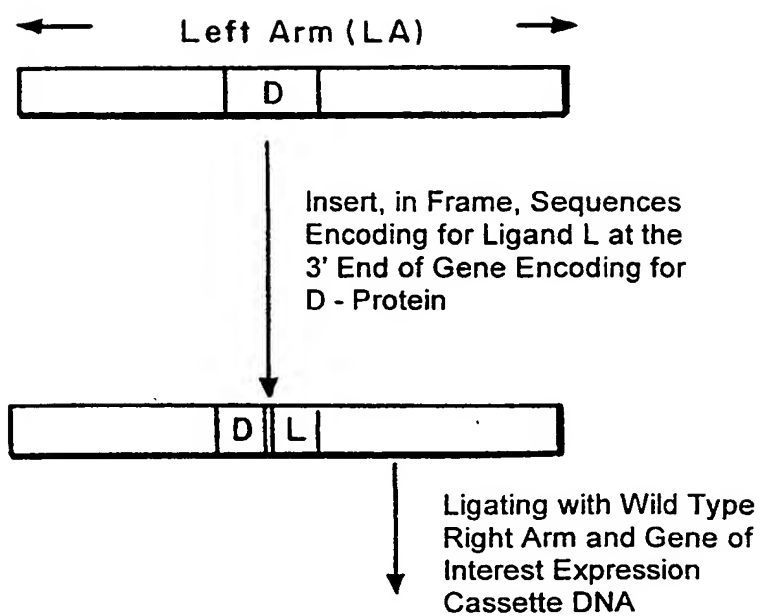 Left Arm (LA)
D
Insert, in Frame, Sequences
Encoding for Ligand L at the
3' End of Gene Encoding for
D - Protein
D L
Ligating with Wild Type
Right Arm and Gene of
Interest Expression
Cassette DNA